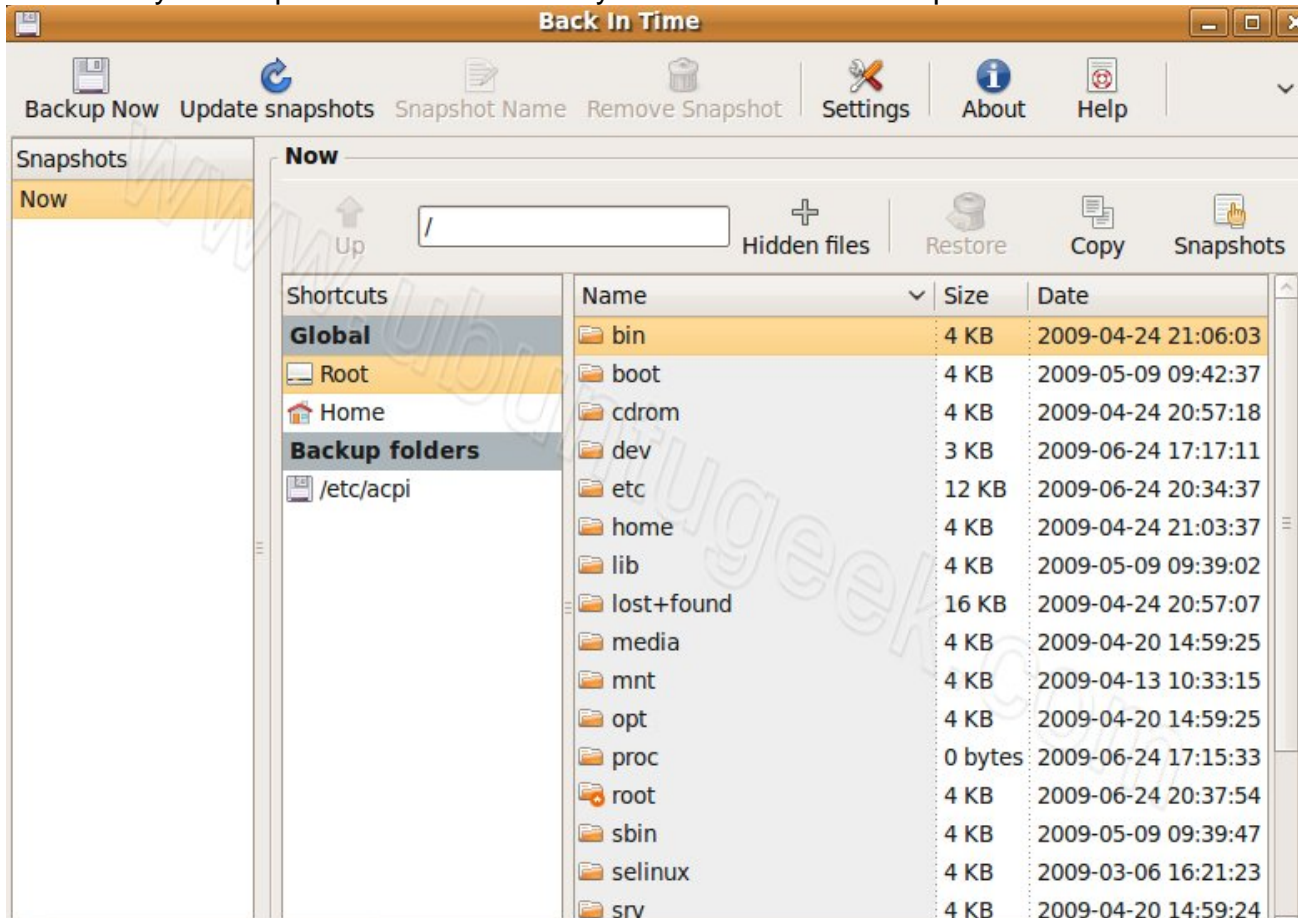 Back In Time
Backup Now Update snapshots Snapshot Name Remove Snapshot Settings About Help
Snapshots
Now
Now
Up / Hidden files Restore Copy Snapshots
Shortcuts
Global
Root
Home
Backup folders
/etc/acpi
Name Size Date
bin 4 KB 2009-04-24 21:06:03
boot 4 KB 2009-05-09 09:42:37
cdrom 4 KB 2009-04-24 20:57:18
dev 3 KB 2009-06-24 17:17:11
etc 12 KB 2009-06-24 20:34:37
home 4 KB 2009-04-24 21:03:37
lib 4 KB 2009-05-09 09:39:02
lost+found 16 KB 2009-04-24 20:57:07
media 4 KB 2009-04-20 14:59:25
mnt 4 KB 2009-04-13 10:33:15
opt 4 KB 2009-04-20 14:59:25
proc 0 bytes 2009-06-24 17:15:33
root 4 KB 2009-06-24 20:37:54
sbin 4 KB 2009-05-09 09:39:47
selinux 4 KB 2009-03-06 16:21:23
srv 4 KB 2009-04-20 14:59:24
www.ubuntugeek.com